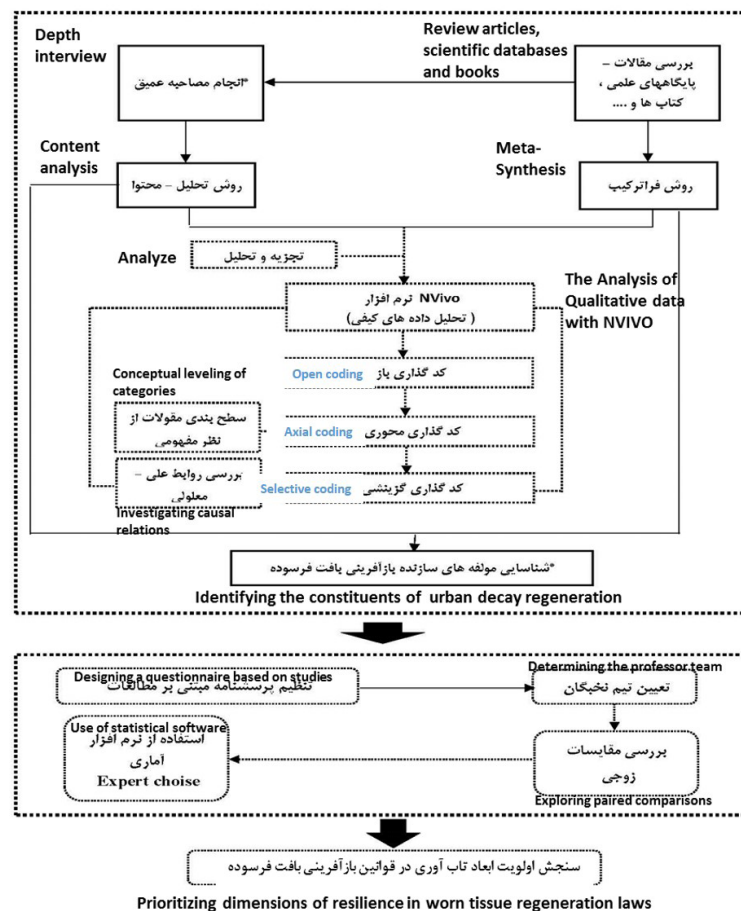 Depth
interview
*انجام مصاحبه عمیق
Review articles,
scientific databases
and books
بررسی مقالات –
پایگاههای علمی ،
کتاب ها و ....
Content
analysis
روش تحلیل – محتوا
Meta-
Synthesis
روش فراترکیب
Analyze
تجزیه و تحلیل
The Analysis of
Qualitative data
with NVIVO
نرم افزار NVivo
( تحلیل داده های کیفی)
Open coding
کد گذاری باز
Conceptual leveling of
categories
سطح بندی مقولات از
نظر مفهومی
Axial coding
کد گذاری محوری
بررسی روابط علی –
معلولی
Selective coding
کد گذاری گزینشی
Investigating causal
relations
*شناسایی مولفه های سازنده بازآفرینی بافت فرسوده
Identifying the constituents of urban decay regeneration
Designing a questionnaire based on studies
تنظیم پرسشنامه مبتنی بر مطالعات
Determining the professor team
تعیین تیم نخبگان
Use of statistical software
استفاده از نرم افزار
آماری
Expert choise
بررسی مقایسات
زوجی
Exploring paired comparisons
سنجش اولویت ابعاد تاب آوری در قوانین بازآفرینی بافت فرسوده
Prioritizing dimensions of resilience in worn tissue regeneration laws